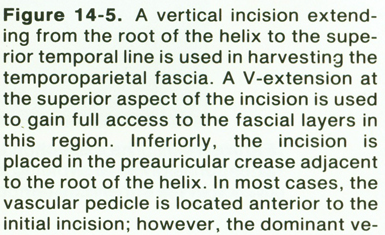 Figure 14-5. A vertical incision extend-
ing from the root of the helix to the supe-
rior temporal line is used in harvesting the
temporoparietal fascia. A V-extension at
the superior aspect of the incision is used
to gain full access to the fascial layers in
this region. Inferiorly, the incision is
placed in the preauricular crease adjacent
to the root of the helix. In most cases, the
vascular pedicle is located anterior to the
initial incision; however, the dominant ve-